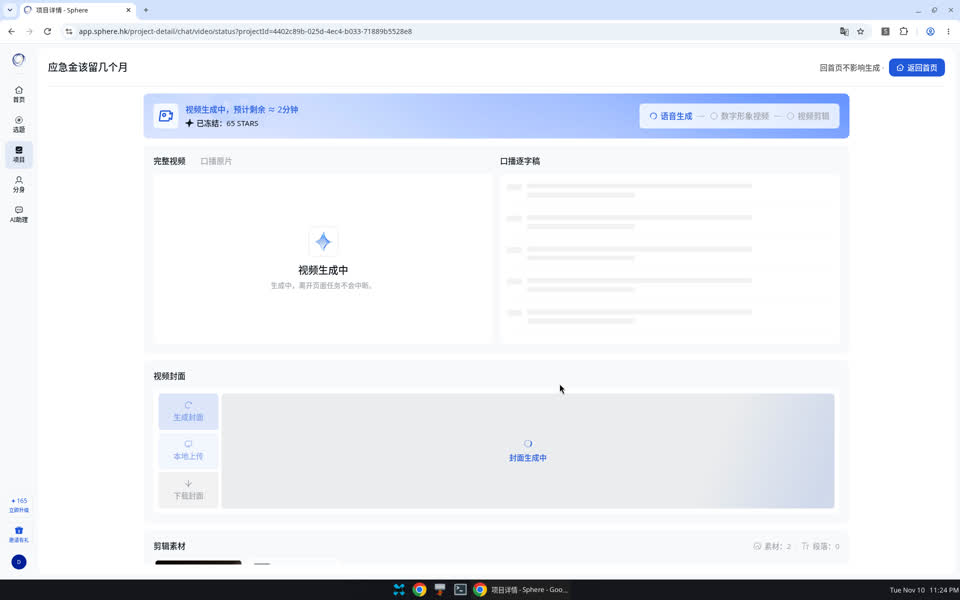 项目详情 - Sphere
app.sphere.hk/project-detail/chat/video/status?projectId=4402c89b-025d-4ec4-b033-71889b5528e8
应急金该留几个月
回首页不影响生成
返回首页
首页
选题
项目
分身
AI助理
视频生成中，预计剩余 ≈ 2分钟
已冻结：65 STARS
语音生成
数字形象视频
视频剪辑
完整视频
口播原片
视频生成中
生成中，离开页面任务不会中断。
口播逐字稿
视频封面
生成封面
本地上传
下载封面
封面生成中
剪辑素材
素材：2
段落：0
165
立即升级
邀请有礼
D
项目详情 - Sphere - Goo...
Tue Nov 10
11:24 PM